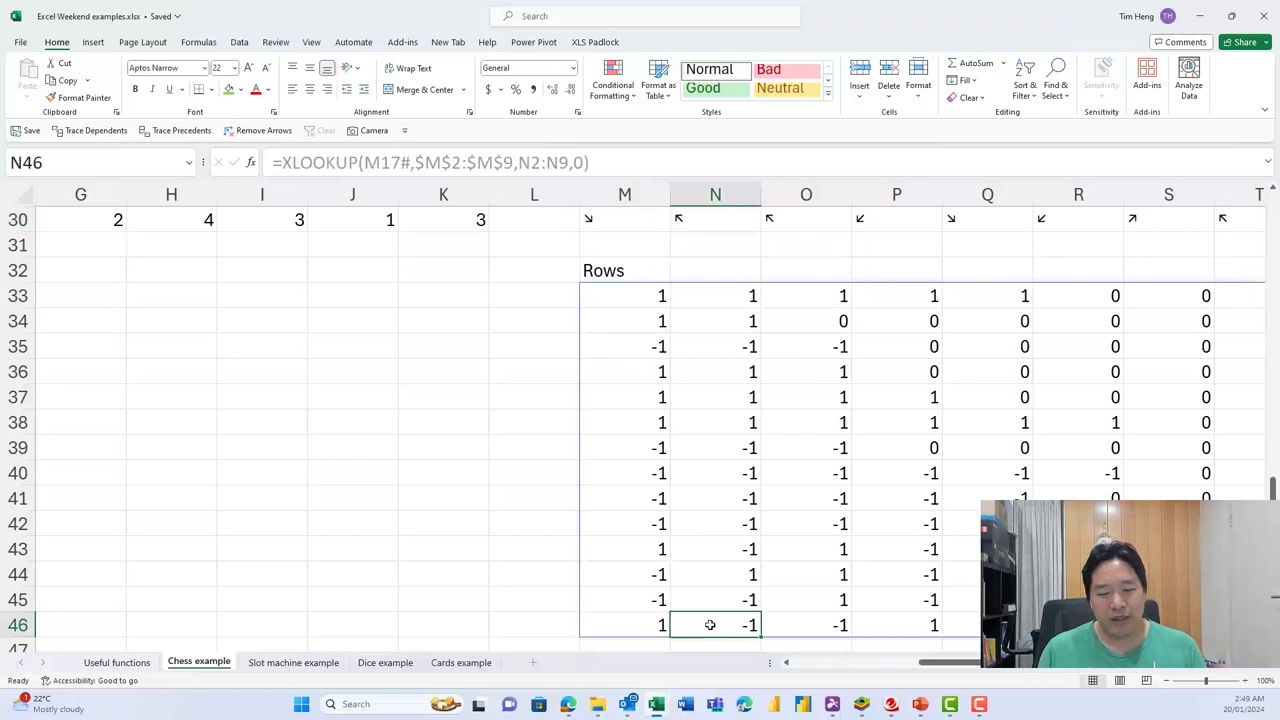 Excel Weekend examples.xlsx • Saved
Search
Tim Heng TH
File Home Insert Page Layout Formulas Data Review View Automate Add-ins New Tab Help Power Pivot XLS Padlock Comments Share
Paste Cut Copy Format Painter
Aptos Narrow 22
Wrap Text
Merge & Center
General
Conditional Formatting Format as Table
Normal Bad
Good Neutral
Insert Delete Format
AutoSum Fill Clear
Sort & Filter Find & Select
Sensitivity Add-ins Analyze Data
Clipboard Font Alignment Number Styles Cells Editing Sensitivity Add-ins
Save Trace Dependents Trace Precedents Remove Arrows Clear Camera
N46 fx =XLOOKUP(M17#,$M$2:$M$9,N2:N9,0)
G H I J K L M N O P Q R S T
30 2 4 3 1 3 ↘ ↖ ↖ ↙ ↘ ↙ ↗ ↖
31
32 Rows
33 1 1 1 1 1 0 0
34 1 1 0 0 0 0 0
35 -1 -1 -1 0 0 0 0
36 1 1 1 0 0 0 0
37 1 1 1 1 0 0 0
38 1 1 1 1 1 1 0
39 -1 -1 -1 0 0 0 0
40 -1 -1 -1 -1 -1 -1 0
41 -1 -1 -1 -1 -1 0 0
42 -1 -1 -1 -1
43 1 -1 1 -1
44 -1 1 1 -1
45 -1 -1 1 -1
46 1 -1 -1 1
47
Useful functions Chess example Slot machine example Dice example Cards example
Ready Accessibility: Good to go 100%
22°C
Mostly cloudy
Search
2:49 AM
20/01/2024